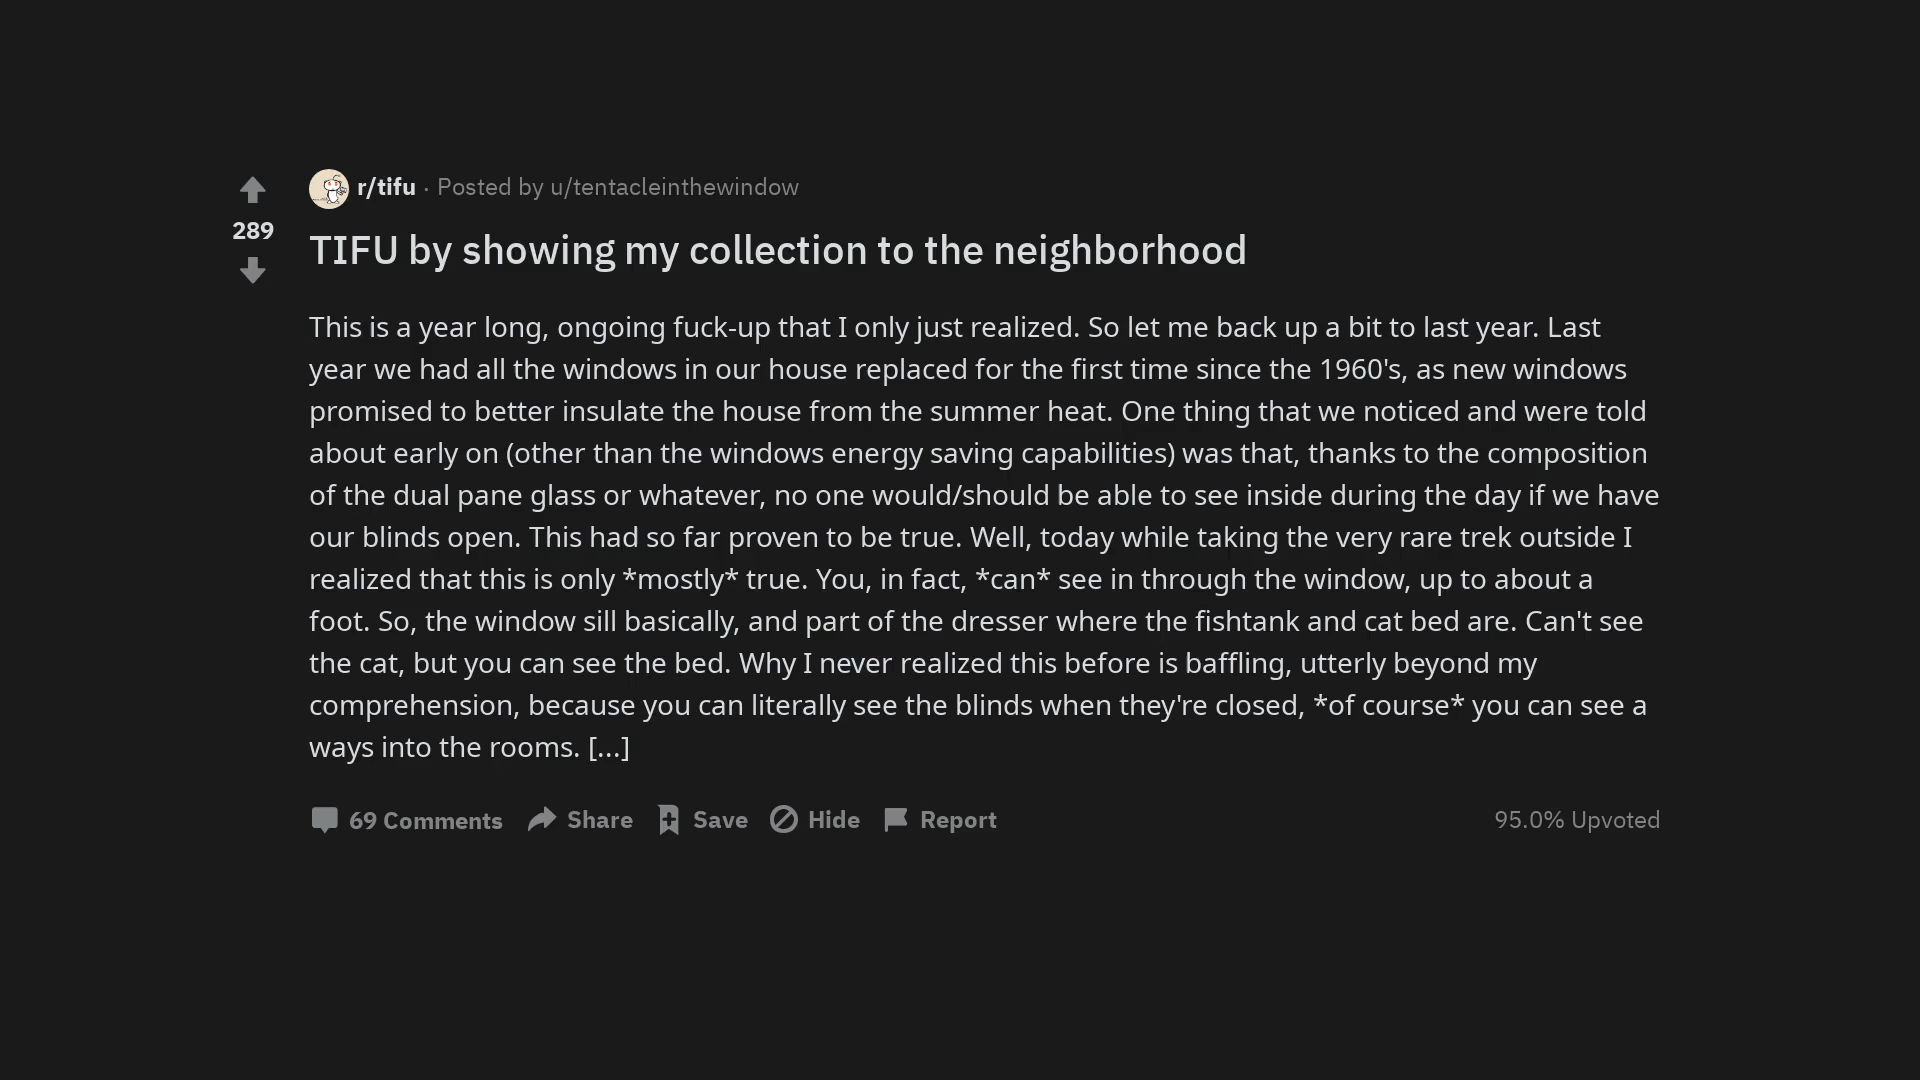 r/tifu · Posted by u/tentacleinthewindow
289
TIFU by showing my collection to the neighborhood
This is a year long, ongoing fuck-up that I only just realized. So let me back up a bit to last year. Last
year we had all the windows in our house replaced for the first time since the 1960's, as new windows
promised to better insulate the house from the summer heat. One thing that we noticed and were told
about early on (other than the windows energy saving capabilities) was that, thanks to the composition
of the dual pane glass or whatever, no one would/should be able to see inside during the day if we have
our blinds open. This had so far proven to be true. Well, today while taking the very rare trek outside I
realized that this is only *mostly* true. You, in fact, *can* see in through the window, up to about a
foot. So, the window sill basically, and part of the dresser where the fishtank and cat bed are. Can't see
the cat, but you can see the bed. Why I never realized this before is baffling, utterly beyond my
comprehension, because you can literally see the blinds when they're closed, *of course* you can see a
ways into the rooms. [...]
69 Comments Share Save Hide Report 95.0% Upvoted